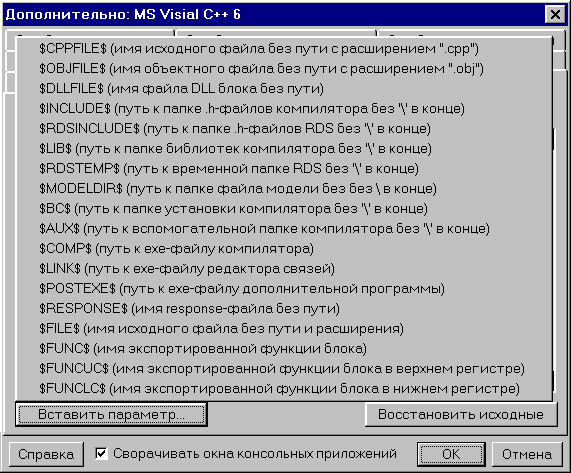 Дополнительно: MS Visial C++ 6
$CPPFILE$ (имя исходного файла без пути с расширением ".cpp")
$OBJFILE$ (имя объектного файла без пути с расширением ".obj")
$DLLFILE$ (имя файла DLL блока без пути)
$INCLUDE$ (путь к папке .h-файлов компилятора без '\' в конце)
$RDSINCLUDE$ (путь к папке .h-файлов RDS без '\' в конце)
$LIB$ (путь к папке библиотек компилятора без '\' в конце)
$RDSTEMP$ (путь к временной папке RDS без '\' в конце)
$MODELDIR$ (путь к папке файла модели без без \ в конце)
$BC$ (путь к папке установки компилятора без '\' в конце)
$AUX$ (путь к вспомогательной папке компилятора без '\' в конце)
$COMP$ (путь к exe-файлу компилятора)
$LINK$ (путь к exe-файлу редактора связей)
$POSTEXE$ (путь к exe-файлу дополнительной программы)
$RESPONSE$ (имя response-файла без пути)
$FILE$ (имя исходного файла без пути и расширения)
$FUNC$ (имя экспортированной функции блока)
$FUNCUC$ (имя экспортированной функции блока в верхнем регистре)
$FUNCLC$ (имя экспортированной функции блока в нижнем регистре)
Вставить параметр... Восстановить исходные
Справка Сворачивать окна консольных приложений OK Отмена